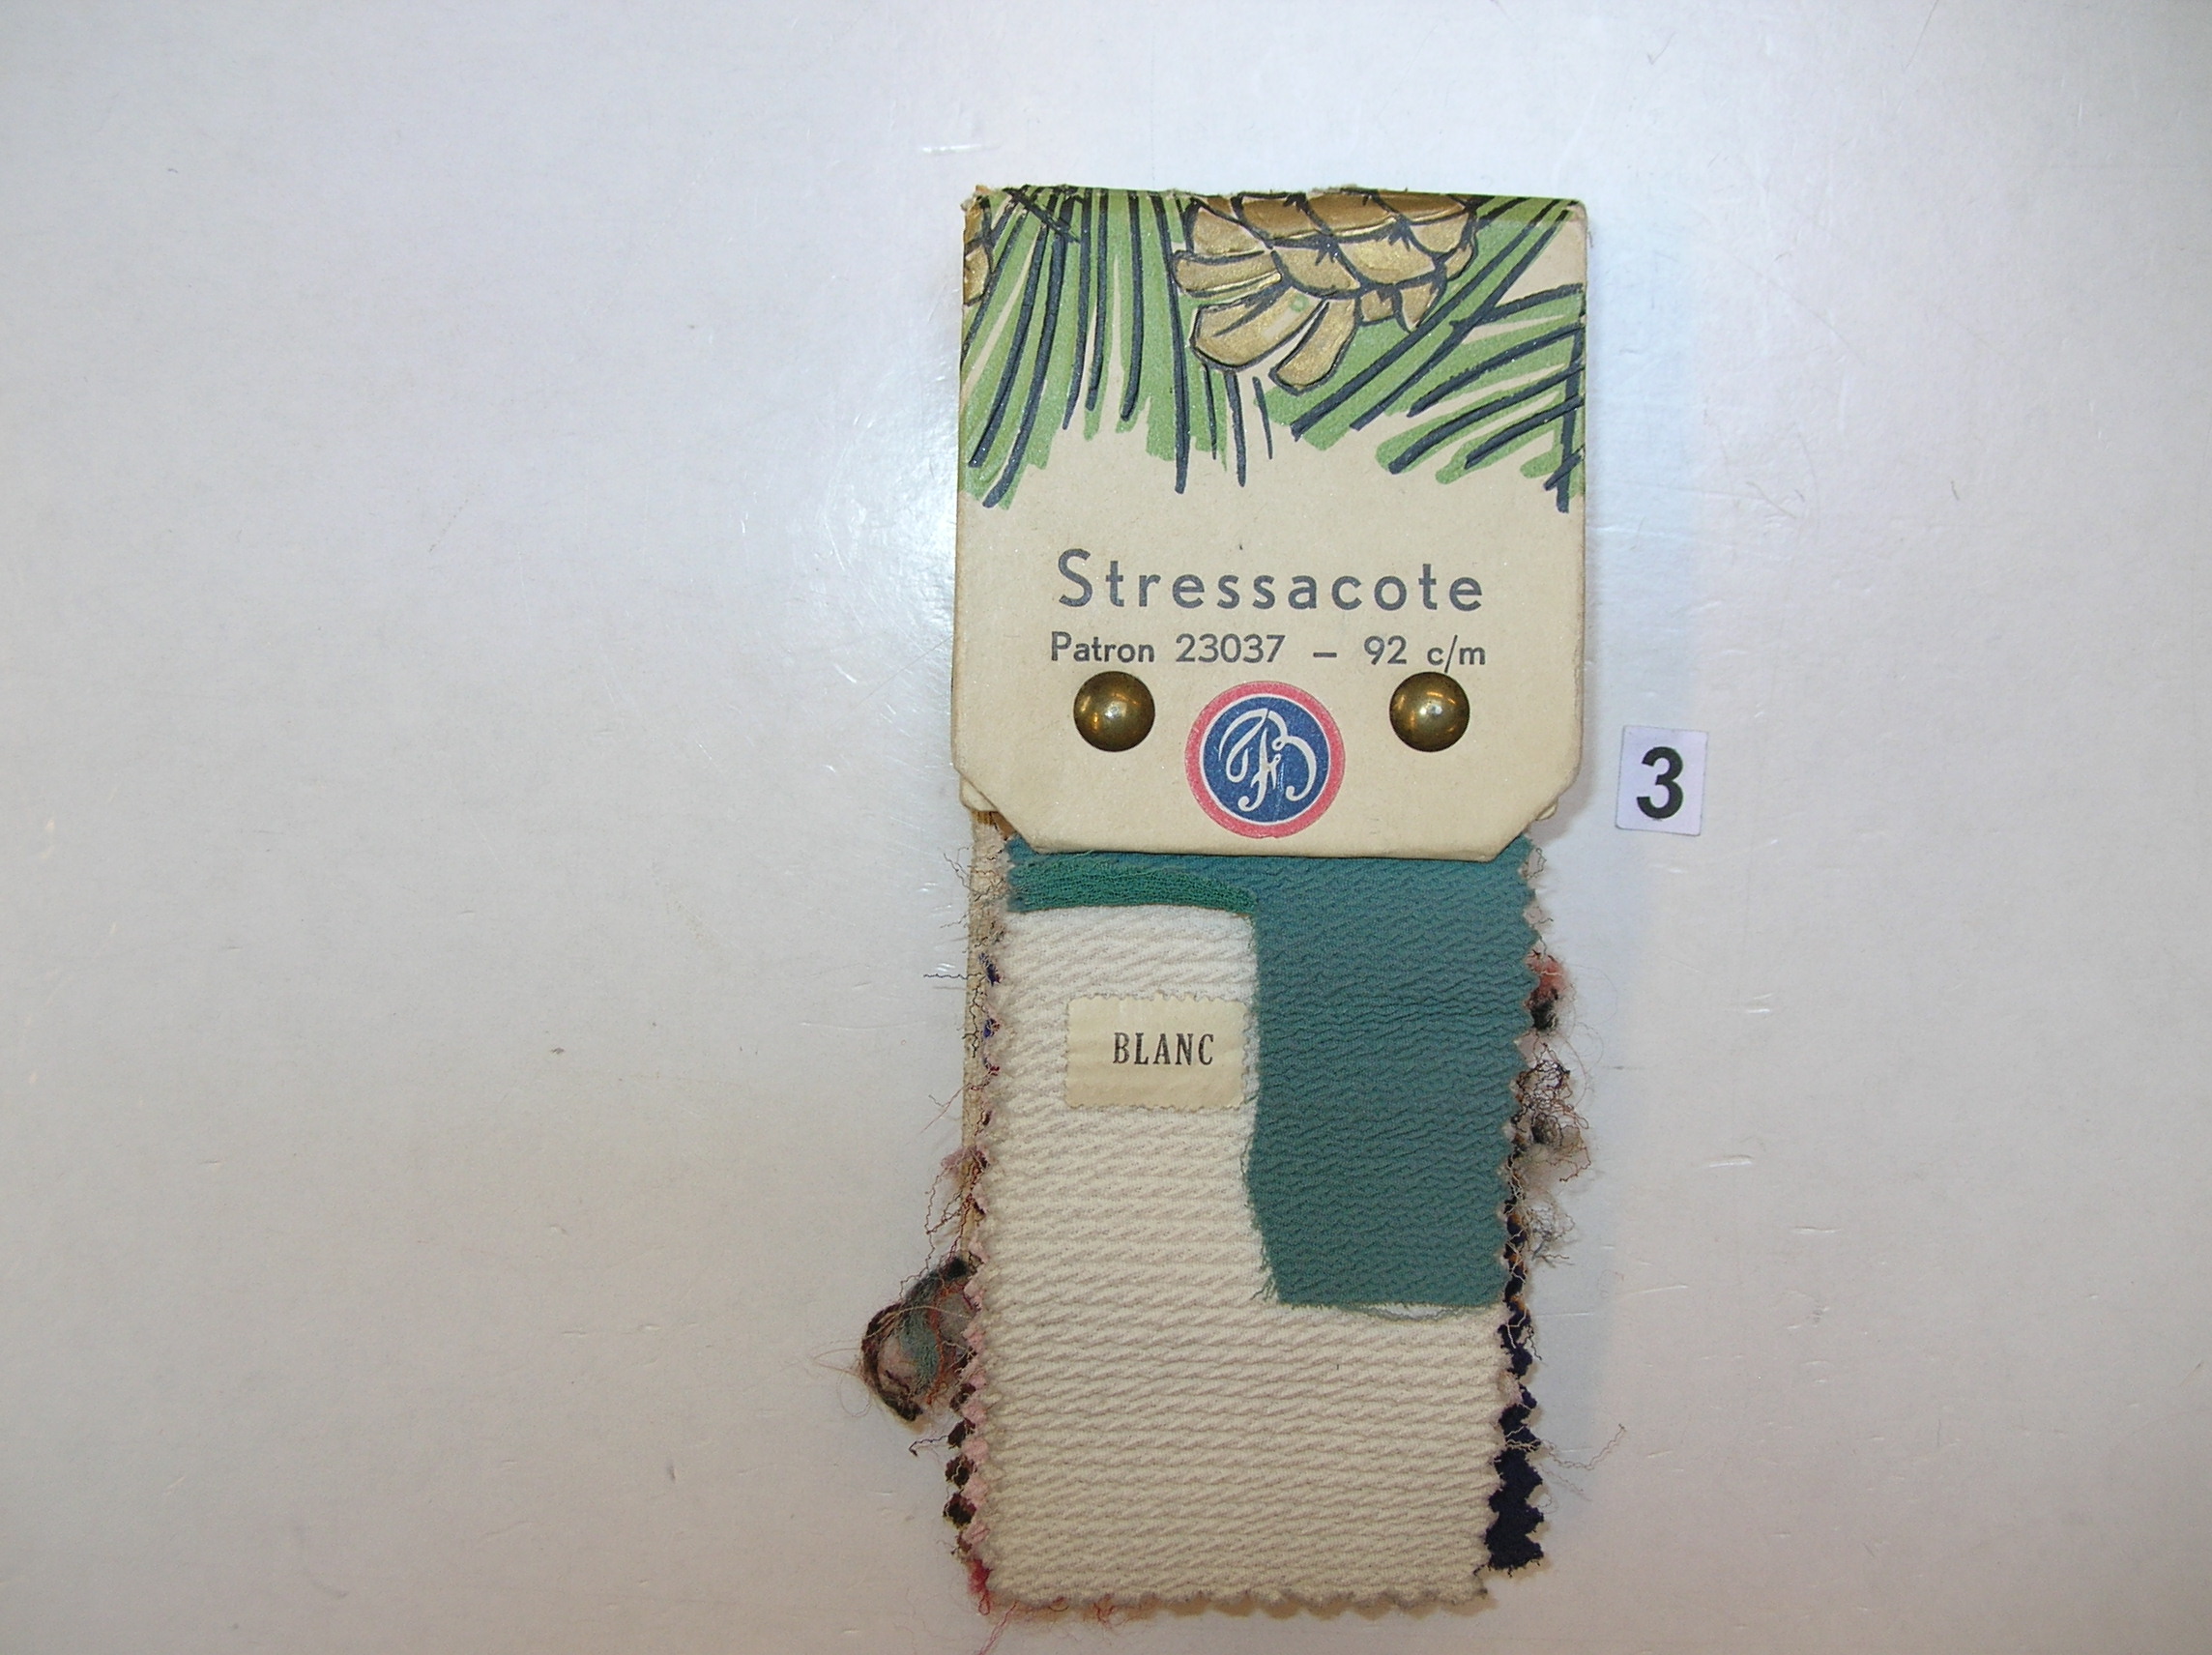 Stressacote
Patron 23037 – 92 c/m
3
BLANC